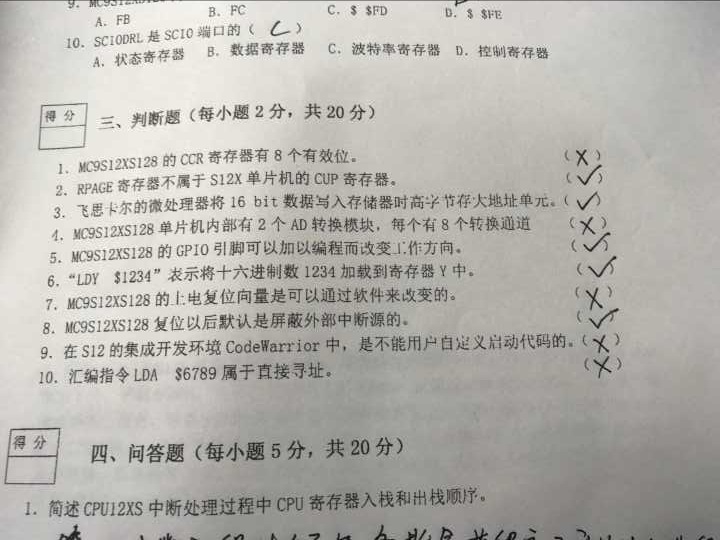 9. MC9S12XS128
A. FB B. FC C. $ $FD D. $ $FE
10. SCI0DRL 是 SCI0 端口的（ C ）
A. 状态寄存器 B. 数据寄存器 C. 波特率寄存器 D. 控制寄存器
得 分
三、判断题（每小题 2 分，共 20 分）
1. MC9S12XS128 的 CCR 寄存器有 8 个有效位。 （ × ）
2. RPAGE 寄存器不属于 S12X 单片机的 CUP 寄存器。 （ ✓ ）
3. 飞思卡尔的微处理器将 16 bit 数据写入存储器时高字节存大地址单元。（ ✓ ）
4. MC9S12XS128 单片机内部有 2 个 AD 转换模块，每个有 8 个转换通道 （ × ）
5. MC9S12XS128 的 GPIO 引脚可以加以编程而改变工作方向。 （ ✓ ）
6. “LDY $1234”表示将十六进制数 1234 加载到寄存器 Y 中。 （ ✓ ）
7. MC9S12XS128 的上电复位向量是可以通过软件来改变的。 （ × ）
8. MC9S12XS128 复位以后默认是屏蔽外部中断源的。 （ ✓ ）
9. 在 S12 的集成开发环境 CodeWarrior 中，是不能用户自定义启动代码的。（ × ）
10. 汇编指令 LDA $6789 属于直接寻址。 （ × ）
得 分
四、问答题（每小题 5 分，共 20 分）
1. 简述 CPU12XS 中断处理过程中 CPU 寄存器入栈和出栈顺序。